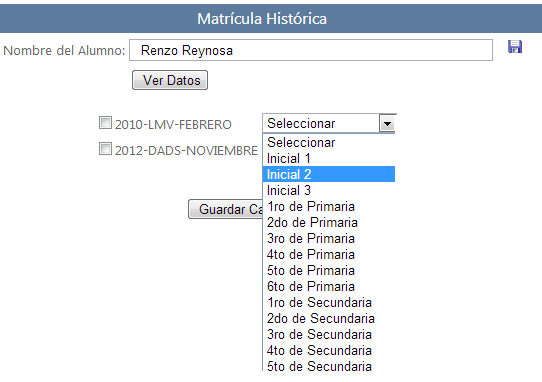 Matrícula Histórica
Nombre del Alumno: Renzo Reynosa
Ver Datos
2010-LMV-FEBRERO Seleccionar
2012-DADS-NOVIEMBRE
Seleccionar
Inicial 1
Inicial 2
Inicial 3
1ro de Primaria
2do de Primaria
3ro de Primaria
4to de Primaria
5to de Primaria
6to de Primaria
1ro de Secundaria
2do de Secundaria
3ro de Secundaria
4to de Secundaria
5to de Secundaria
Guardar Ca